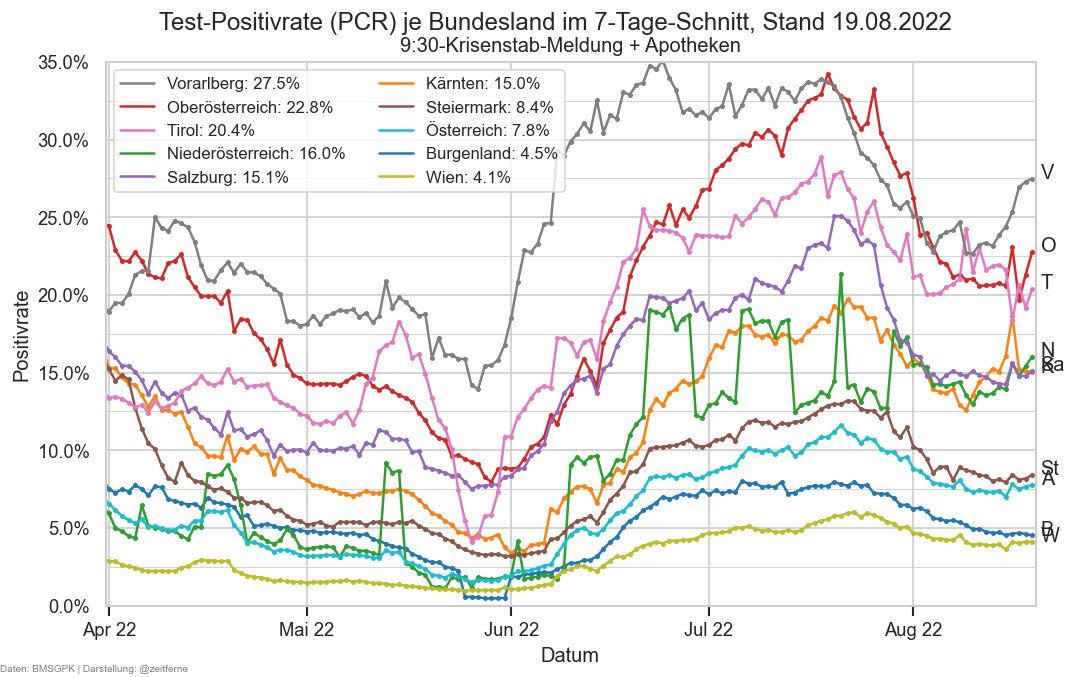 Test-Positivrate (PCR) je Bundesland im 7-Tage-Schnitt, Stand 19.08.2022
9:30-Krisenstab-Meldung + Apotheken
35.0%
30.0%
25.0%
20.0%
15.0%
10.0%
5.0%
0.0%
Positivrate
Vorarlberg: 27.5%
Oberösterreich: 22.8%
Tirol: 20.4%
Niederösterreich: 16.0%
Salzburg: 15.1%
Kärnten: 15.0%
Steiermark: 8.4%
Österreich: 7.8%
Burgenland: 4.5%
Wien: 4.1%
V
O
T
N
Sa
K
St
A
B
W
Apr 22
Mai 22
Jun 22
Jul 22
Aug 22
Datum
Daten: BMSGPK | Darstellung: @zeitferne